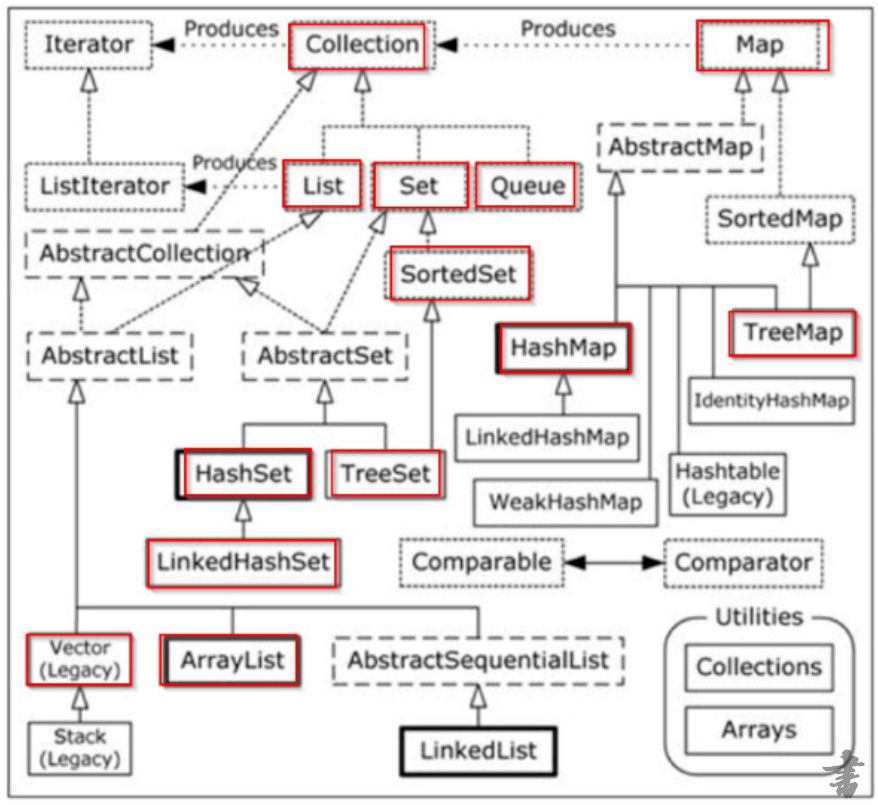 Iterator
Produces
Collection
Produces
Map
AbstractMap
ListIterator
Produces
List
Set
Queue
SortedMap
AbstractCollection
SortedSet
TreeMap
HashMap
AbstractList
AbstractSet
IdentityHashMap
LinkedHashMap
HashSet
TreeSet
Hashtable
(Legacy)
WeakHashMap
LinkedHashSet
Comparable
Comparator
Utilities
Vector
(Legacy)
ArrayList
AbstractSequentialList
Collections
Stack
(Legacy)
LinkedList
Arrays
書